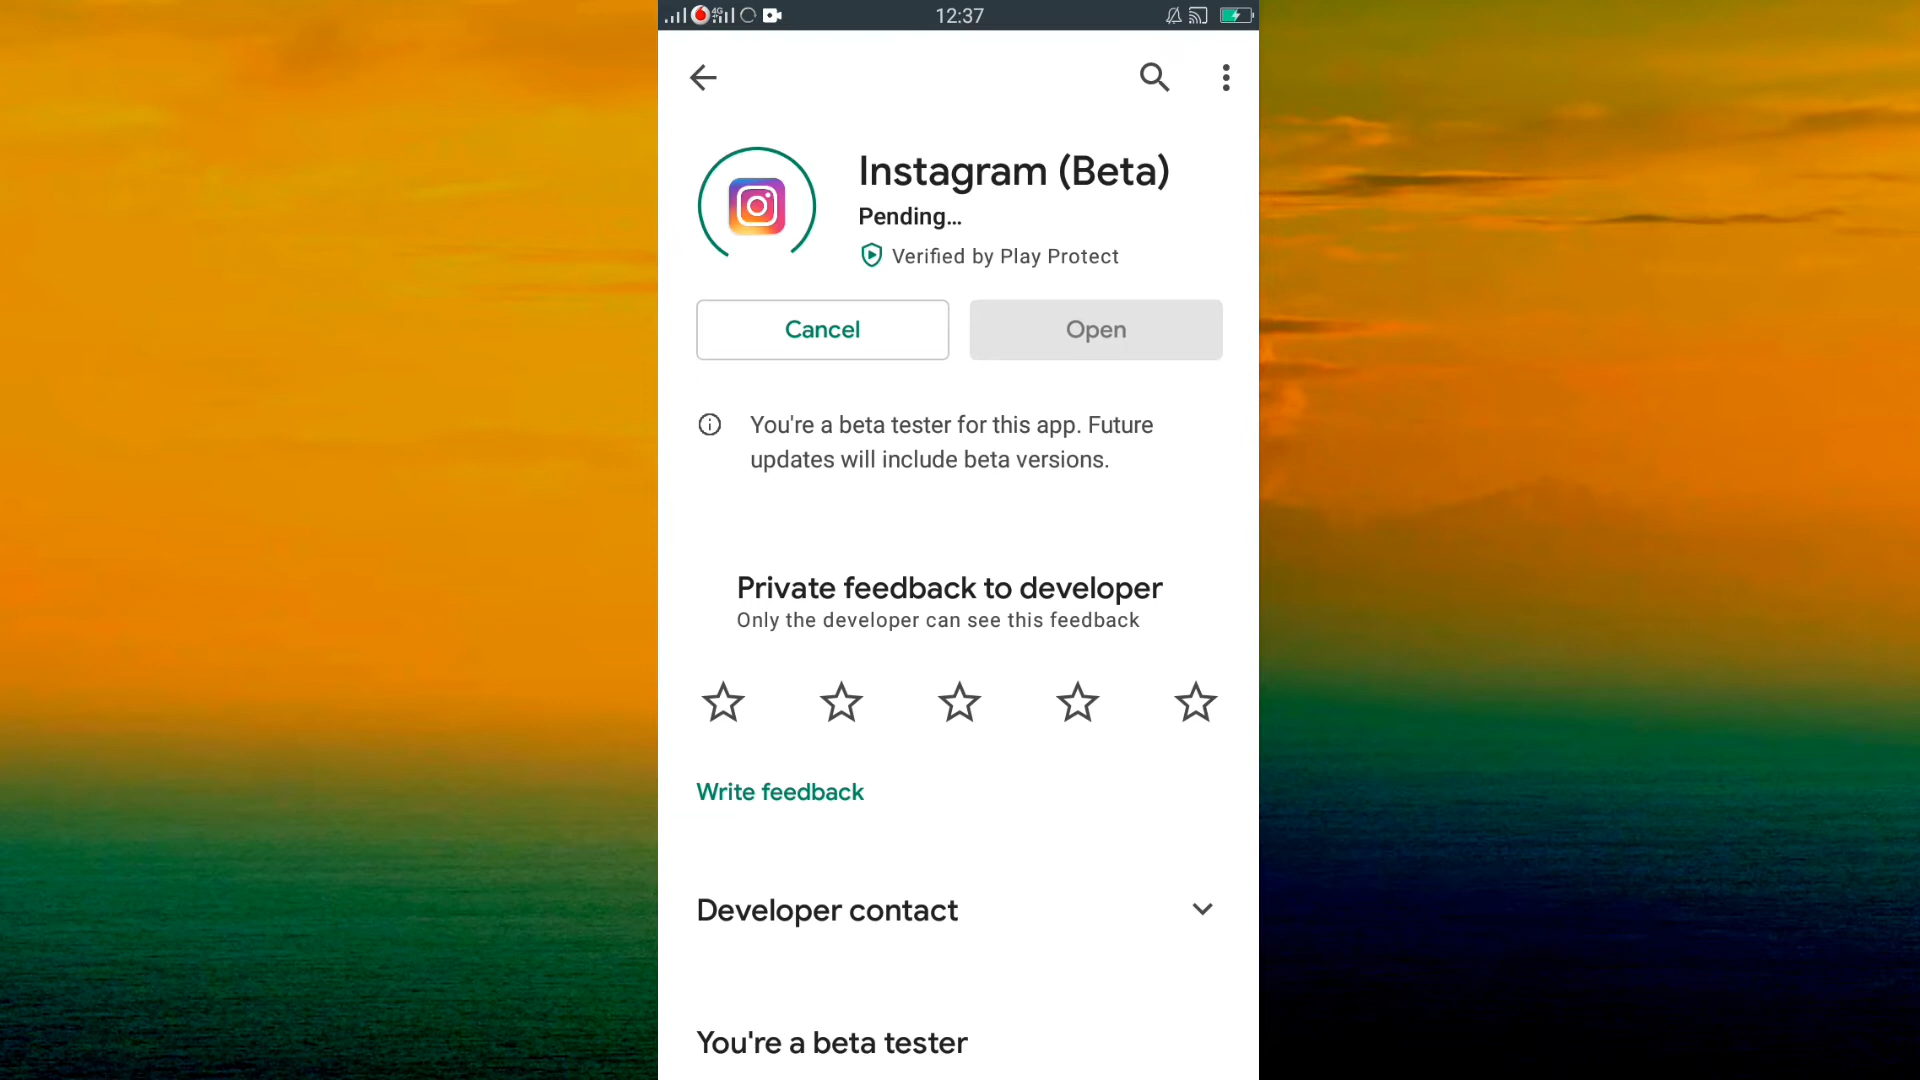 4G 12:37
Instagram (Beta)
Pending...
Verified by Play Protect
Cancel Open
You're a beta tester for this app. Future
updates will include beta versions.
Private feedback to developer
Only the developer can see this feedback
Write feedback
Developer contact
You're a beta tester